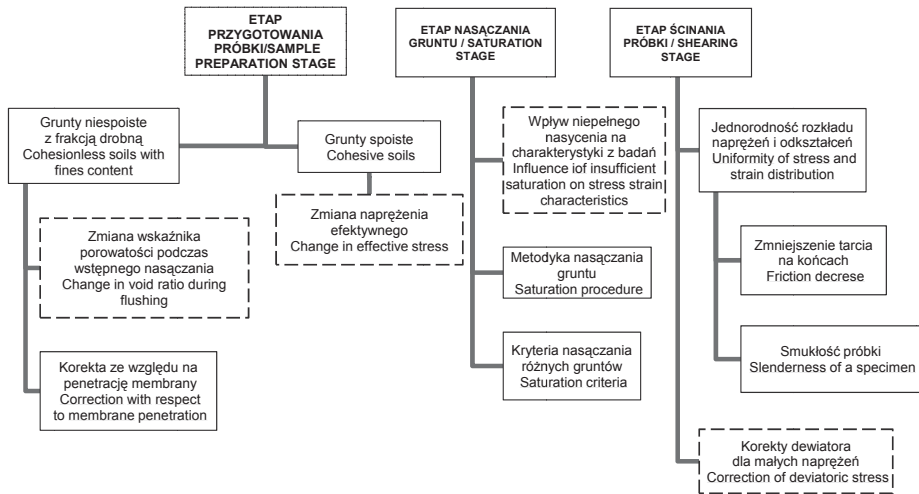 ETAP
PRZYGOTOWANIA
PRÓBKI/SAMPLE
PREPARATION STAGE
Grunty niespoiste
z frakcją drobną
Cohesionless soils with
fines content
Grunty spoiste
Cohesive soils
Zmiana naprężenia
efektywnego
Change in effective stress
Zmiana wskaźnika
porowatości podczas
wstępnego nasączania
Change in void ratio during
flushing
Korekta ze względu na
penetrację membrany
Correction with respect
to membrane penetration
ETAP NASĄCZANIA
GRUNTU / SATURATION
STAGE
Wpływ niepełnego
nasycenia na
charakterystyki z badań
Influence iof insufficient
saturation on stress strain
characteristics
Metodyka nasączania
gruntu
Saturation procedure
Kryteria nasączania
różnych gruntów
Saturation criteria
ETAP ŚCINANIA
PRÓBKI / SHEARING
STAGE
Jednorodność rozkładu
naprężeń i odkształceń
Uniformity of stress and
strain distribution
Zmniejszenie tarcia
na końcach
Friction decrese
Smukłość próbki
Slenderness of a specimen
Korekty dewiatora
dla małych naprężeń
Correction of deviatoric stress